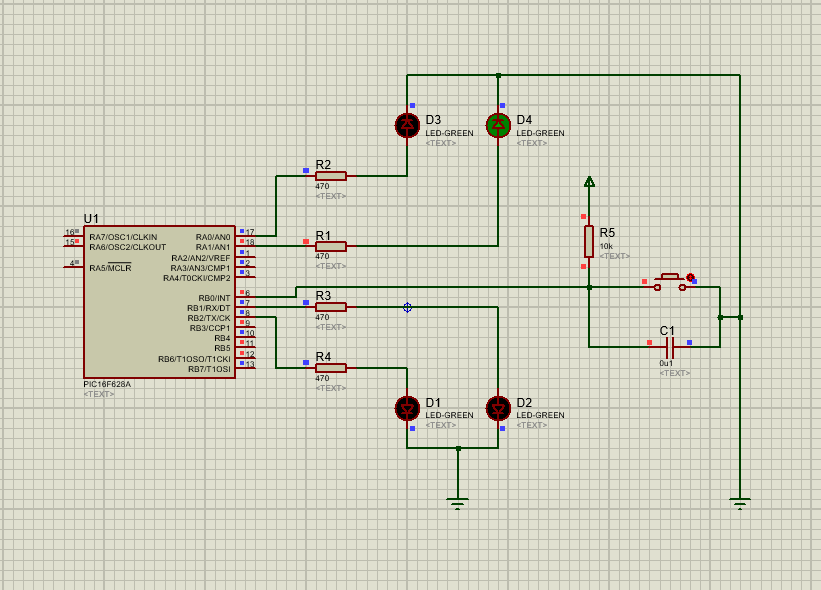 D3
LED-GREEN
<TEXT>
D4
LED-GREEN
<TEXT>
R2
470
<TEXT>
U1
16
RA7/OSC1/CLKIN
15
RA6/OSC2/CLKOUT
4
RA5/MCLR
RA0/AN0
17
RA1/AN1
18
RA2/AN2/VREF
1
RA3/AN3/CMP1
2
RA4/T0CKI/CMP2
3
RB0/INT
6
RB1/RX/DT
7
RB2/TX/CK
8
RB3/CCP1
9
RB4
10
RB5
11
RB6/T1OSO/T1CKI
12
RB7/T1OSI
13
PIC16F628A
<TEXT>
R1
470
<TEXT>
R5
10k
<TEXT>
R3
470
<TEXT>
C1
0u1
<TEXT>
R4
470
<TEXT>
D1
LED-GREEN
<TEXT>
D2
LED-GREEN
<TEXT>